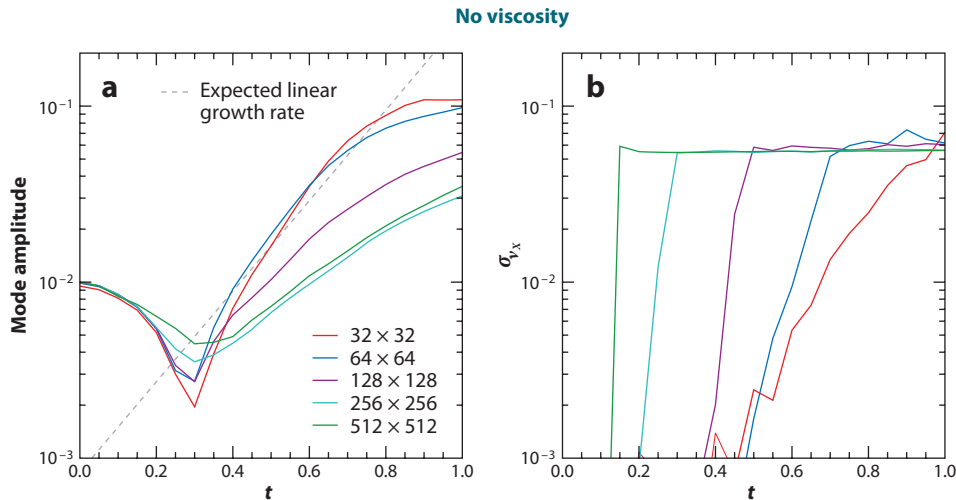 No viscosity
a
Expected linear
growth rate
Mode amplitude
10⁻¹
10⁻²
10⁻³
32 × 32
64 × 64
128 × 128
256 × 256
512 × 512
0.0 0.2 0.4 0.6 0.8 1.0
t
b
σᵥₓ
10⁻¹
10⁻²
10⁻³
0.0 0.2 0.4 0.6 0.8 1.0
t